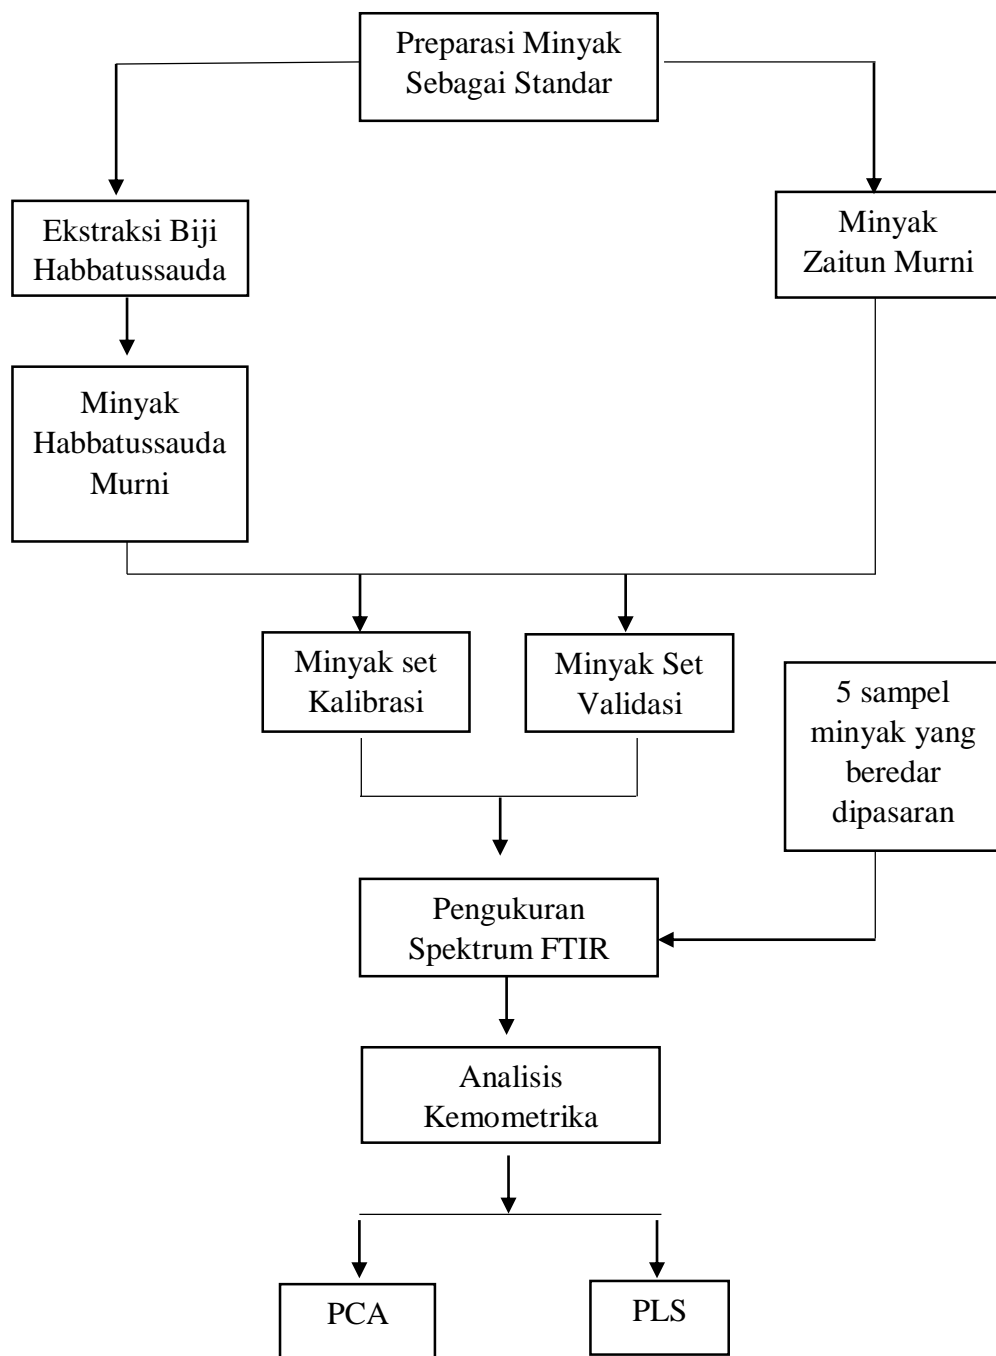 Preparasi Minyak
Sebagai Standar
Ekstraksi Biji
Habbatussauda
Minyak
Zaitun Murni
Minyak
Habbatussauda
Murni
Minyak set
Kalibrasi
Minyak Set
Validasi
5 sampel
minyak yang
beredar
dipasaran
Pengukuran
Spektrum FTIR
Analisis
Kemometrika
PCA
PLS